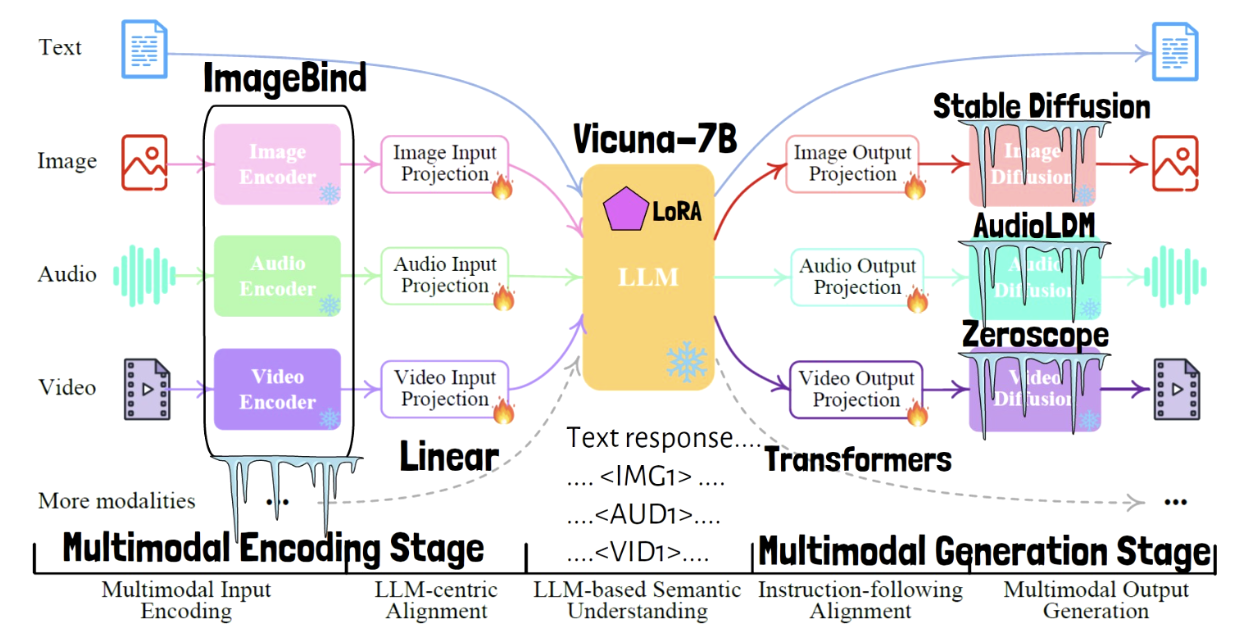 Text
ImageBind
Stable Diffusion
Image
Image
Encoder
Image Input
Projection
Vicuna-7B
LoRA
LLM
Image Output
Projection
Image
Diffusion
AudioLDM
Audio
Audio
Encoder
Audio Input
Projection
Audio Output
Projection
Audio
Diffusion
Zeroscope
Video
Video
Encoder
Video Input
Projection
Video Output
Projection
Video
Diffusion
Linear
Text response....
.... <IMG1> ....
....<AUD1>....
....<VID1>....
Transformers
More modalities
...
...
Multimodal Encoding Stage
Multimodal Generation Stage
Multimodal Input
Encoding
LLM-centric
Alignment
LLM-based Semantic
Understanding
Instruction-following
Alignment
Multimodal Output
Generation